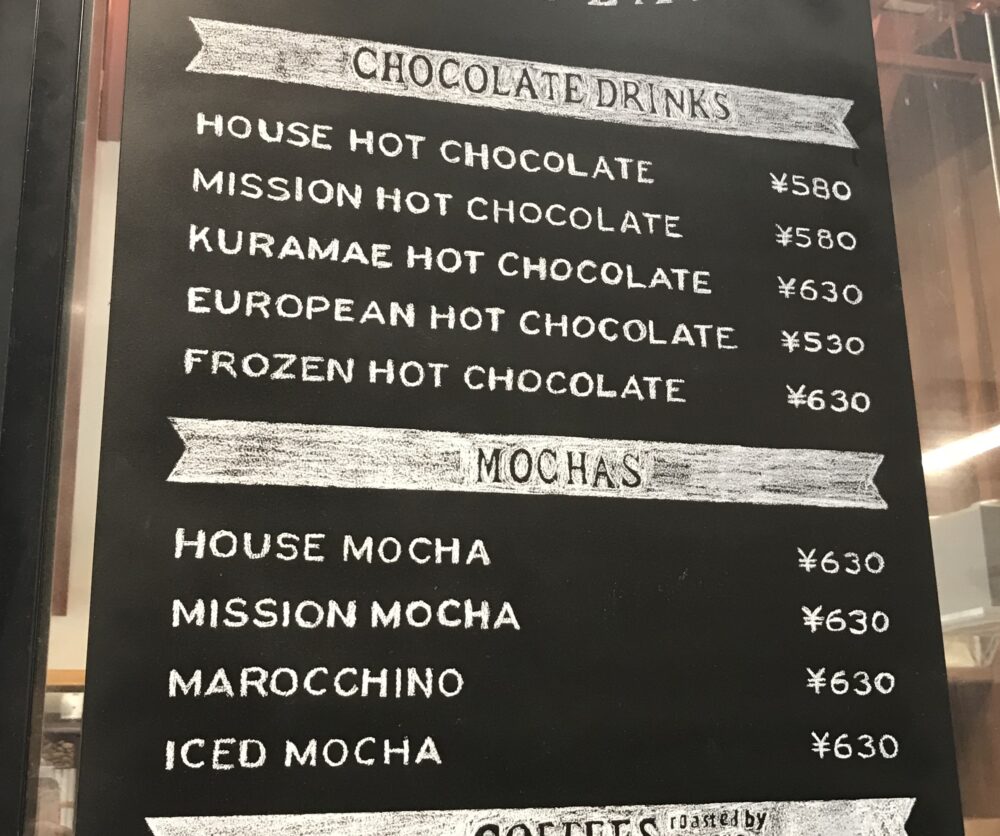 CHOCOLATE DRINKS
HOUSE HOT CHOCOLATE ¥580
MISSION HOT CHOCOLATE ¥580
KURAMAE HOT CHOCOLATE ¥630
EUROPEAN HOT CHOCOLATE ¥530
FROZEN HOT CHOCOLATE ¥630
MOCHAS
HOUSE MOCHA ¥630
MISSION MOCHA ¥630
MAROCCHINO ¥630
ICED MOCHA ¥630
COFFEES roasted by